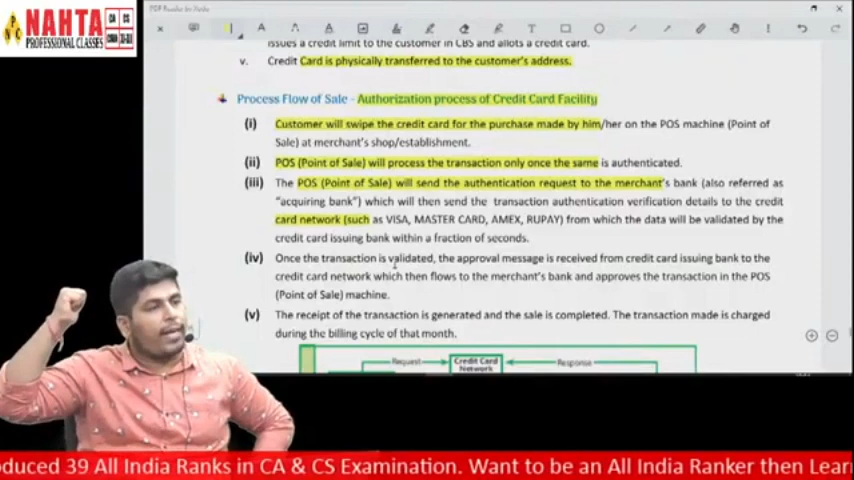 PDF Reader by Xodo
NAHTA
PROFESSIONAL CLASSES
CA
CS
issues a credit limit to the customer in CBS and allots a credit card.
v. Credit Card is physically transferred to the customer's address.
Process Flow of Sale - Authorization process of Credit Card Facility
(i) Customer will swipe the credit card for the purchase made by him/her on the POS machine (Point of
Sale) at merchant's shop/establishment.
(ii) POS (Point of Sale) will process the transaction only once the same is authenticated.
(iii) The POS (Point of Sale) will send the authentication request to the merchant's bank (also referred as
"acquiring bank") which will then send the transaction authentication verification details to the credit
card network (such as VISA, MASTER CARD, AMEX, RUPAY) from which the data will be validated by the
credit card issuing bank within a fraction of seconds.
(iv) Once the transaction is validated, the approval message is received from credit card issuing bank to the
credit card network which then flows to the merchant's bank and approves the transaction in the POS
(Point of Sale) machine.
(v) The receipt of the transaction is generated and the sale is completed. The transaction made is charged
during the billing cycle of that month.
Request
Credit Card
Network
Response
oduced 39 All India Ranks in CA & CS Examination. Want to be an All India Ranker then Lear